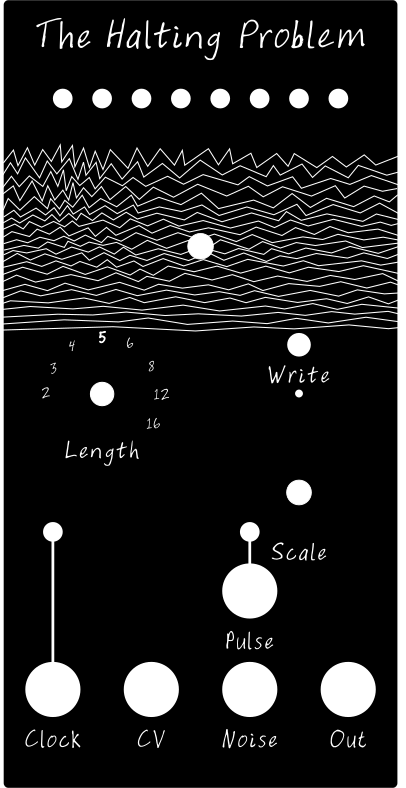 The Halting Problem
4 5 6
3 8
2 12
16
Write
Length
Scale
Pulse
Clock CV Noise Out